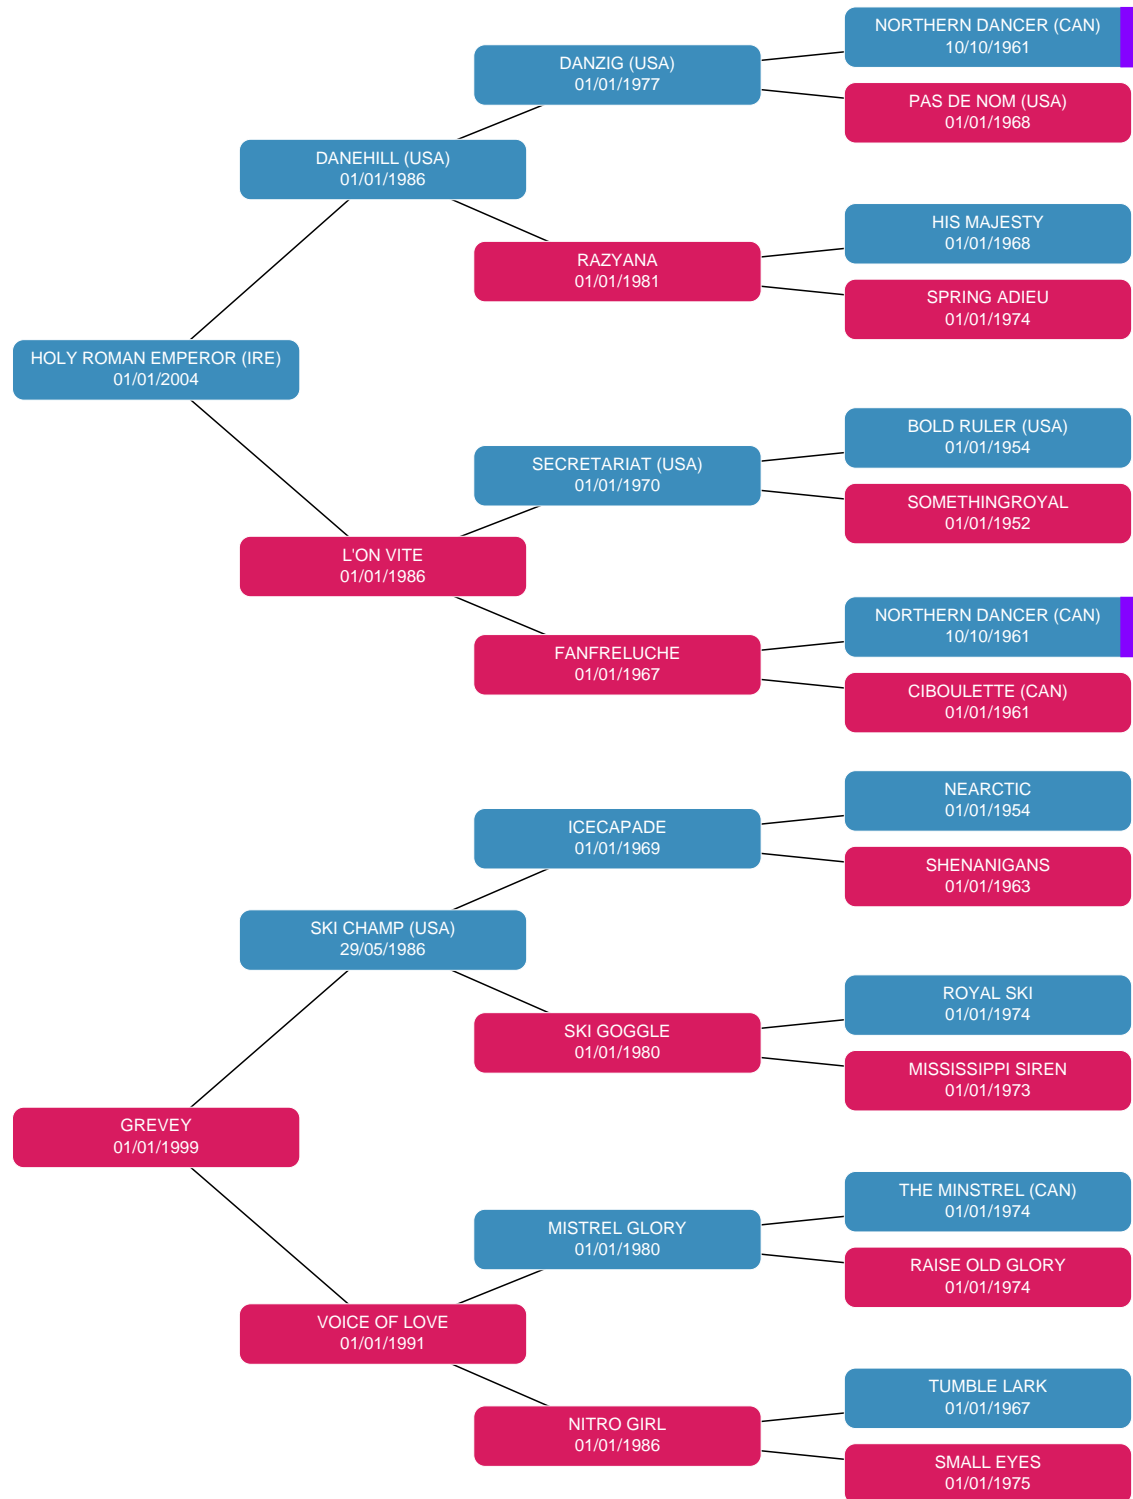 NORTHERN DANCER (CAN)
10/10/1961
DANZIG (USA)
01/01/1977
PAS DE NOM (USA)
01/01/1968
DANEHILL (USA)
01/01/1986
HIS MAJESTY
01/01/1968
RAZYANA
01/01/1981
SPRING ADIEU
01/01/1974
HOLY ROMAN EMPEROR (IRE)
01/01/2004
BOLD RULER (USA)
01/01/1954
SECRETARIAT (USA)
01/01/1970
SOMETHINGROYAL
01/01/1952
L'ON VITE
01/01/1986
NORTHERN DANCER (CAN)
10/10/1961
FANFRELUCHE
01/01/1967
CIBOULETTE (CAN)
01/01/1961
NEARCTIC
01/01/1954
ICECAPADE
01/01/1969
SHENANIGANS
01/01/1963
SKI CHAMP (USA)
29/05/1986
ROYAL SKI
01/01/1974
SKI GOGGLE
01/01/1980
MISSISSIPPI SIREN
01/01/1973
GREVEY
01/01/1999
THE MINSTREL (CAN)
01/01/1974
MISTREL GLORY
01/01/1980
RAISE OLD GLORY
01/01/1974
VOICE OF LOVE
01/01/1991
TUMBLE LARK
01/01/1967
NITRO GIRL
01/01/1986
SMALL EYES
01/01/1975